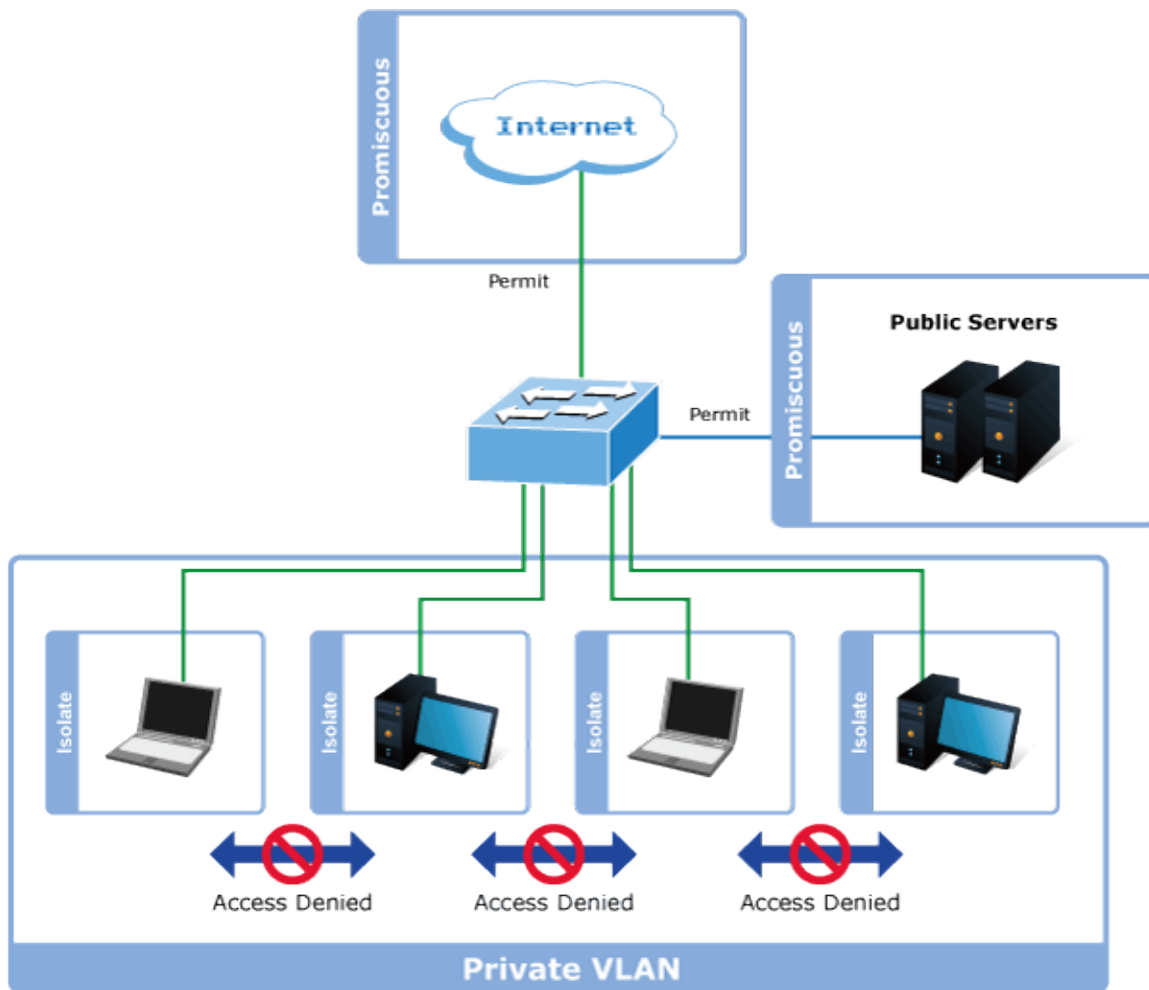 Promiscuous
Internet
Permit
Promiscuous
Public Servers
Permit
Isolate
Isolate
Isolate
Isolate
Access Denied
Access Denied
Access Denied
Private VLAN